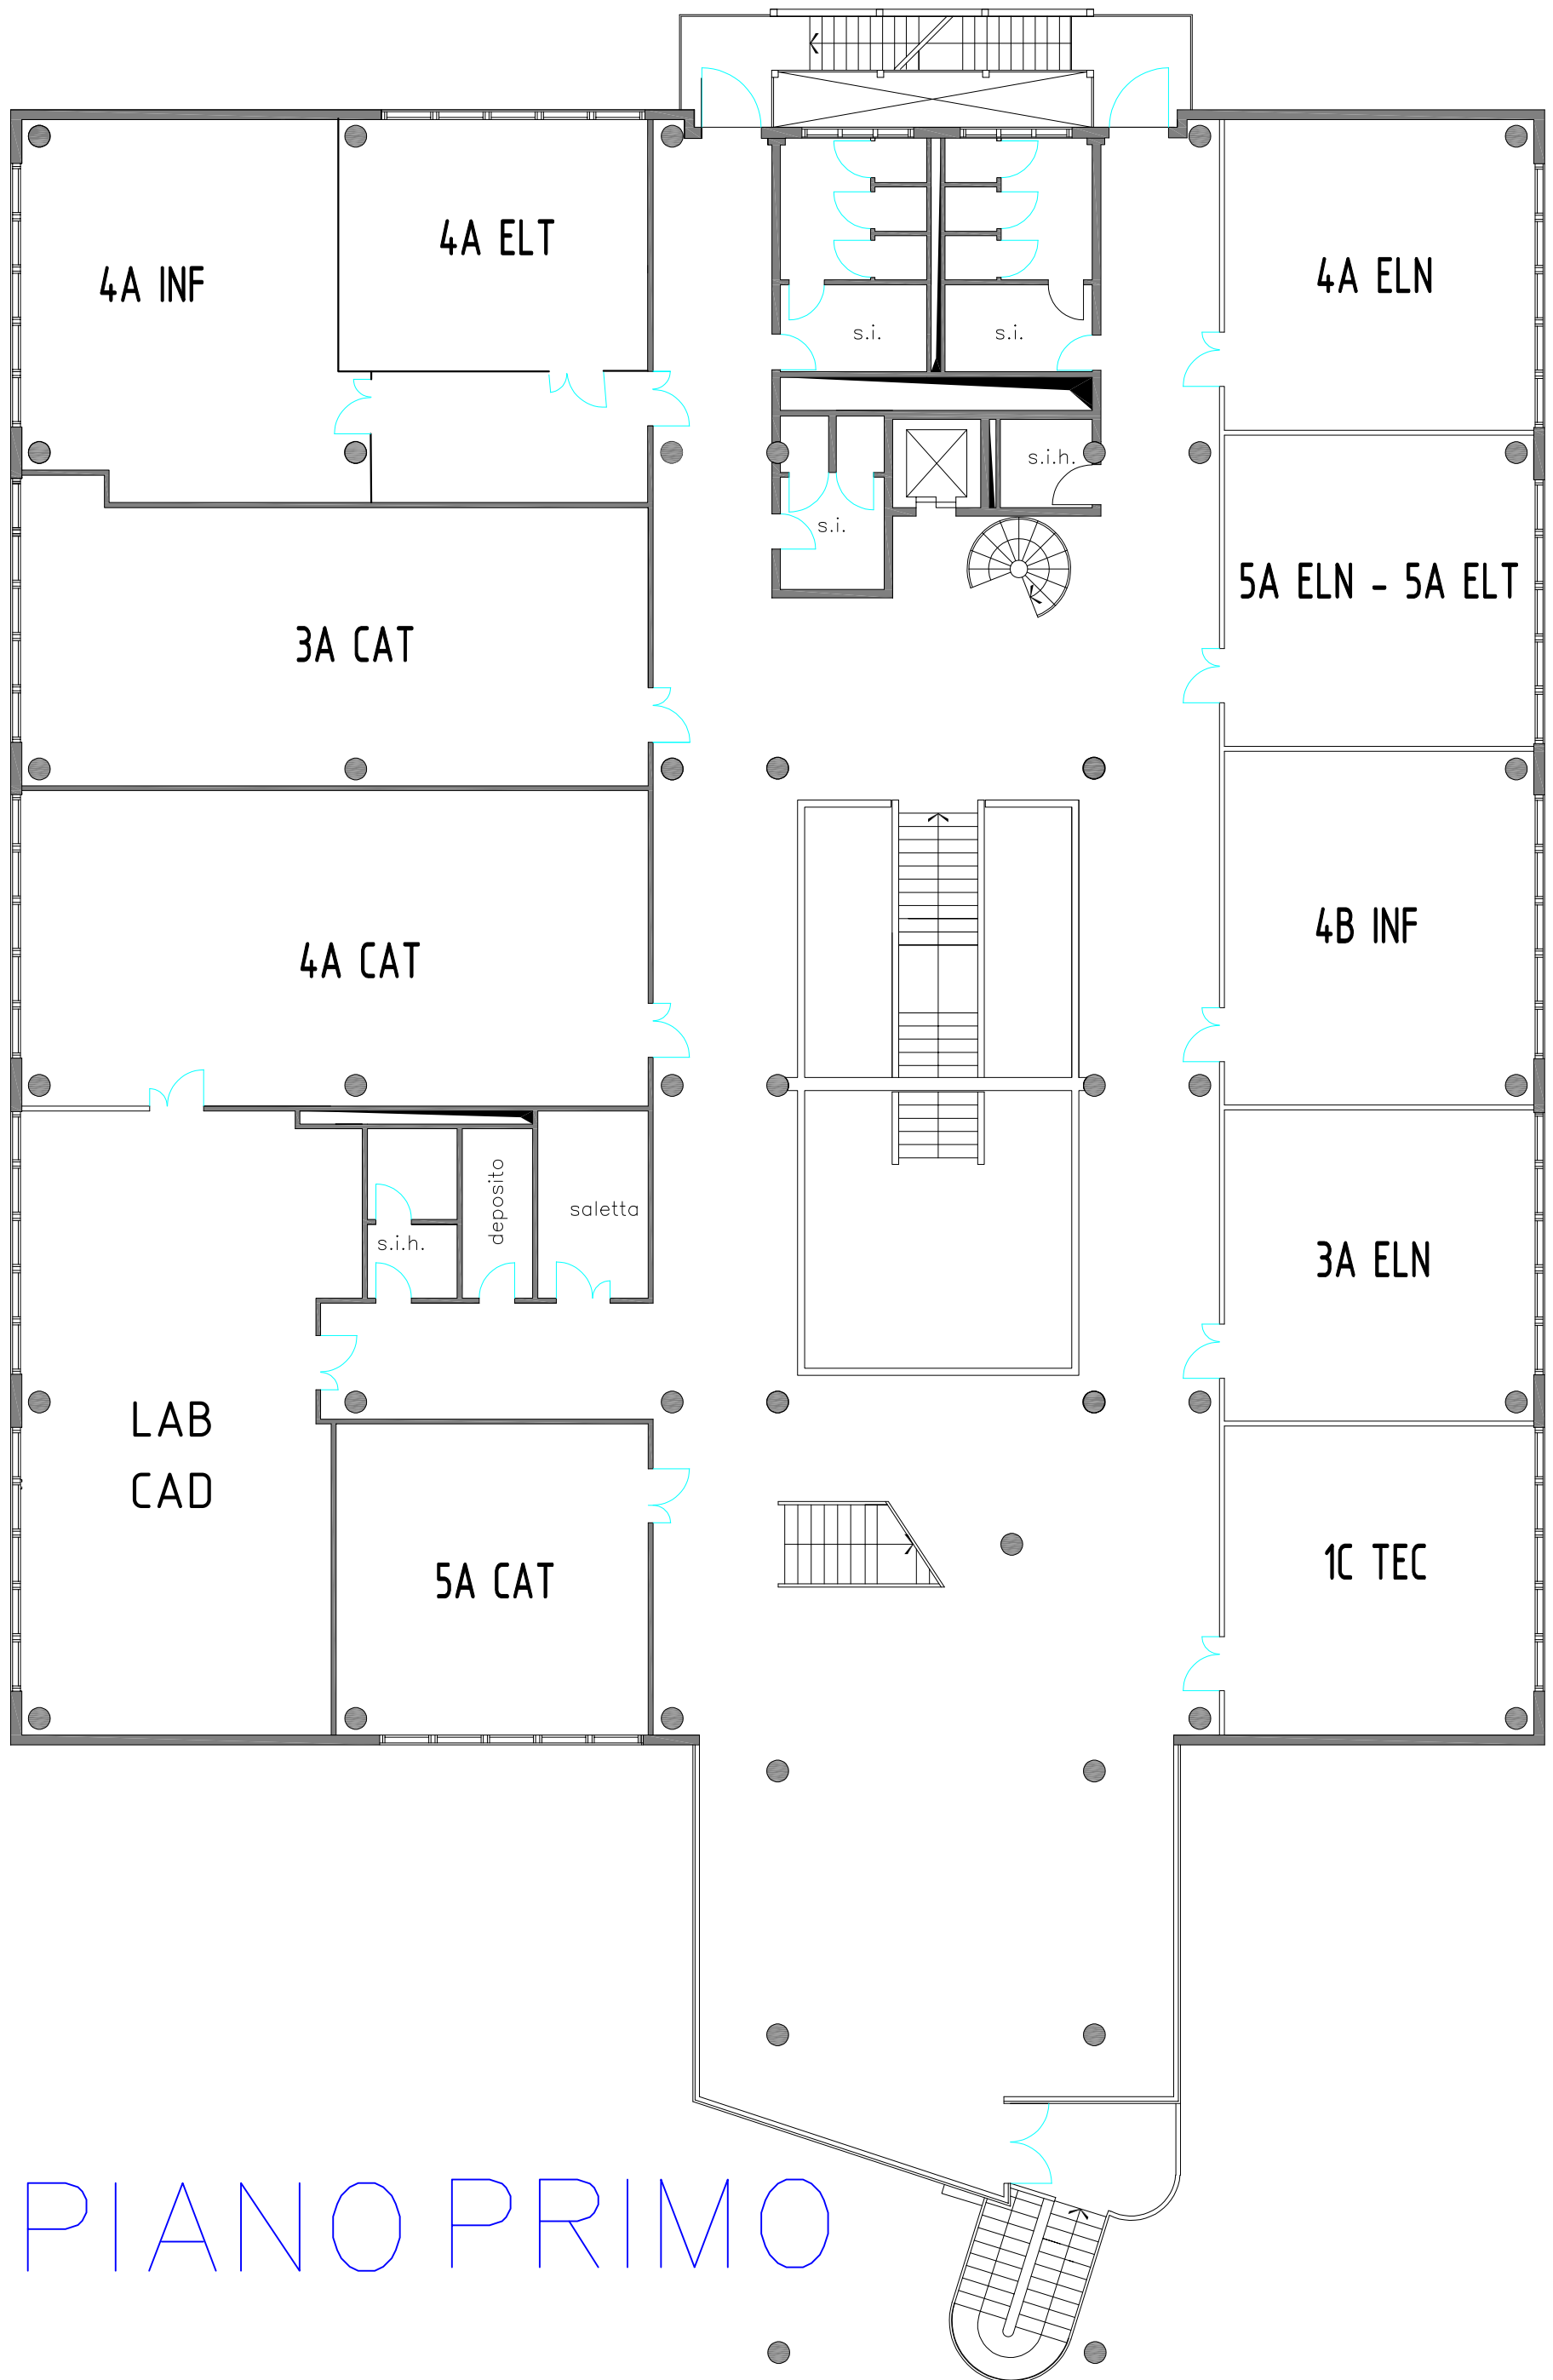 4A INF
4A ELT
4A ELN
s.i.
s.i.
s.i.h.
s.i.
5A ELN - 5A ELT
3A CAT
4A CAT
4B INF
deposito
saletta
s.i.h.
3A ELN
LAB
CAD
5A CAT
1C TEC
PIANO PRIMO